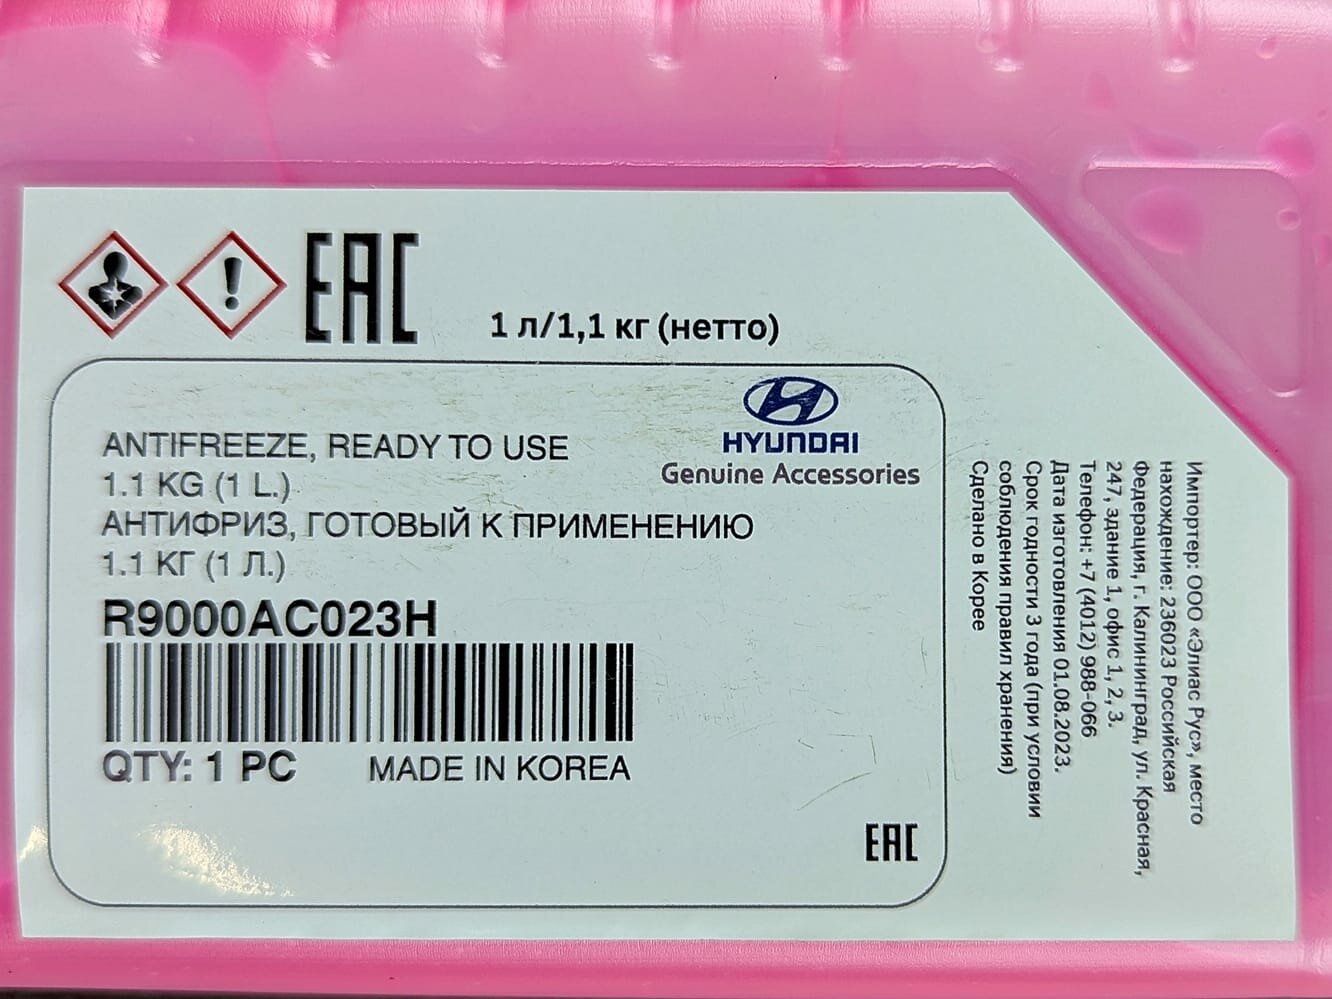 EAC
1 л/1,1 кг (нетто)
HYUNDAI
Genuine Accessories
ANTIFREEZE, READY TO USE
1.1 KG (1 L.)
АНТИФРИЗ, ГОТОВЫЙ К ПРИМЕНЕНИЮ
1.1 КГ (1 Л.)
R9000AC023H
QTY: 1 PC MADE IN KOREA
EAC
Импортер: ООО «Элиас Рус», место
нахождение: 236023 Российская
Федерация, г. Калининград, ул. Красная,
247, здание 1, офис 1, 2, 3.
Телефон: +7 (4012) 988-066
Дата изготовления 01.08.2023.
Срок годности 3 года (при условии
соблюдения правил хранения)
Сделано в Корее